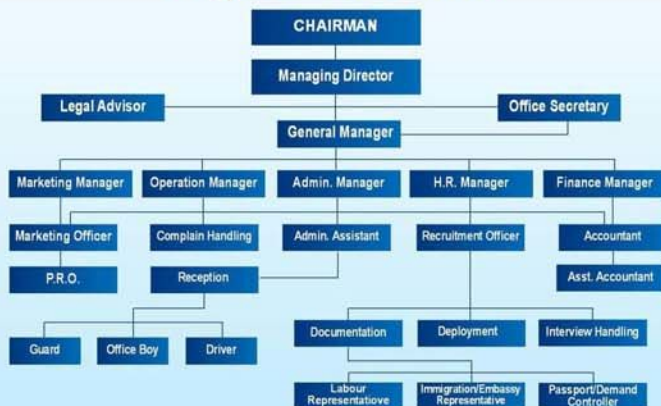 CHAIRMAN
Managing Director
Legal Advisor
Office Secretary
General Manager
Marketing Manager
Operation Manager
Admin. Manager
H.R. Manager
Finance Manager
Marketing Officer
Complain Handling
Admin. Assistant
Recruitment Officer
Accountant
P.R.O.
Reception
Asst. Accountant
Documentation
Deployment
Interview Handling
Guard
Office Boy
Driver
Labour
Representatiove
Immigration/Embassy
Representative
Passport/Demand
Controller